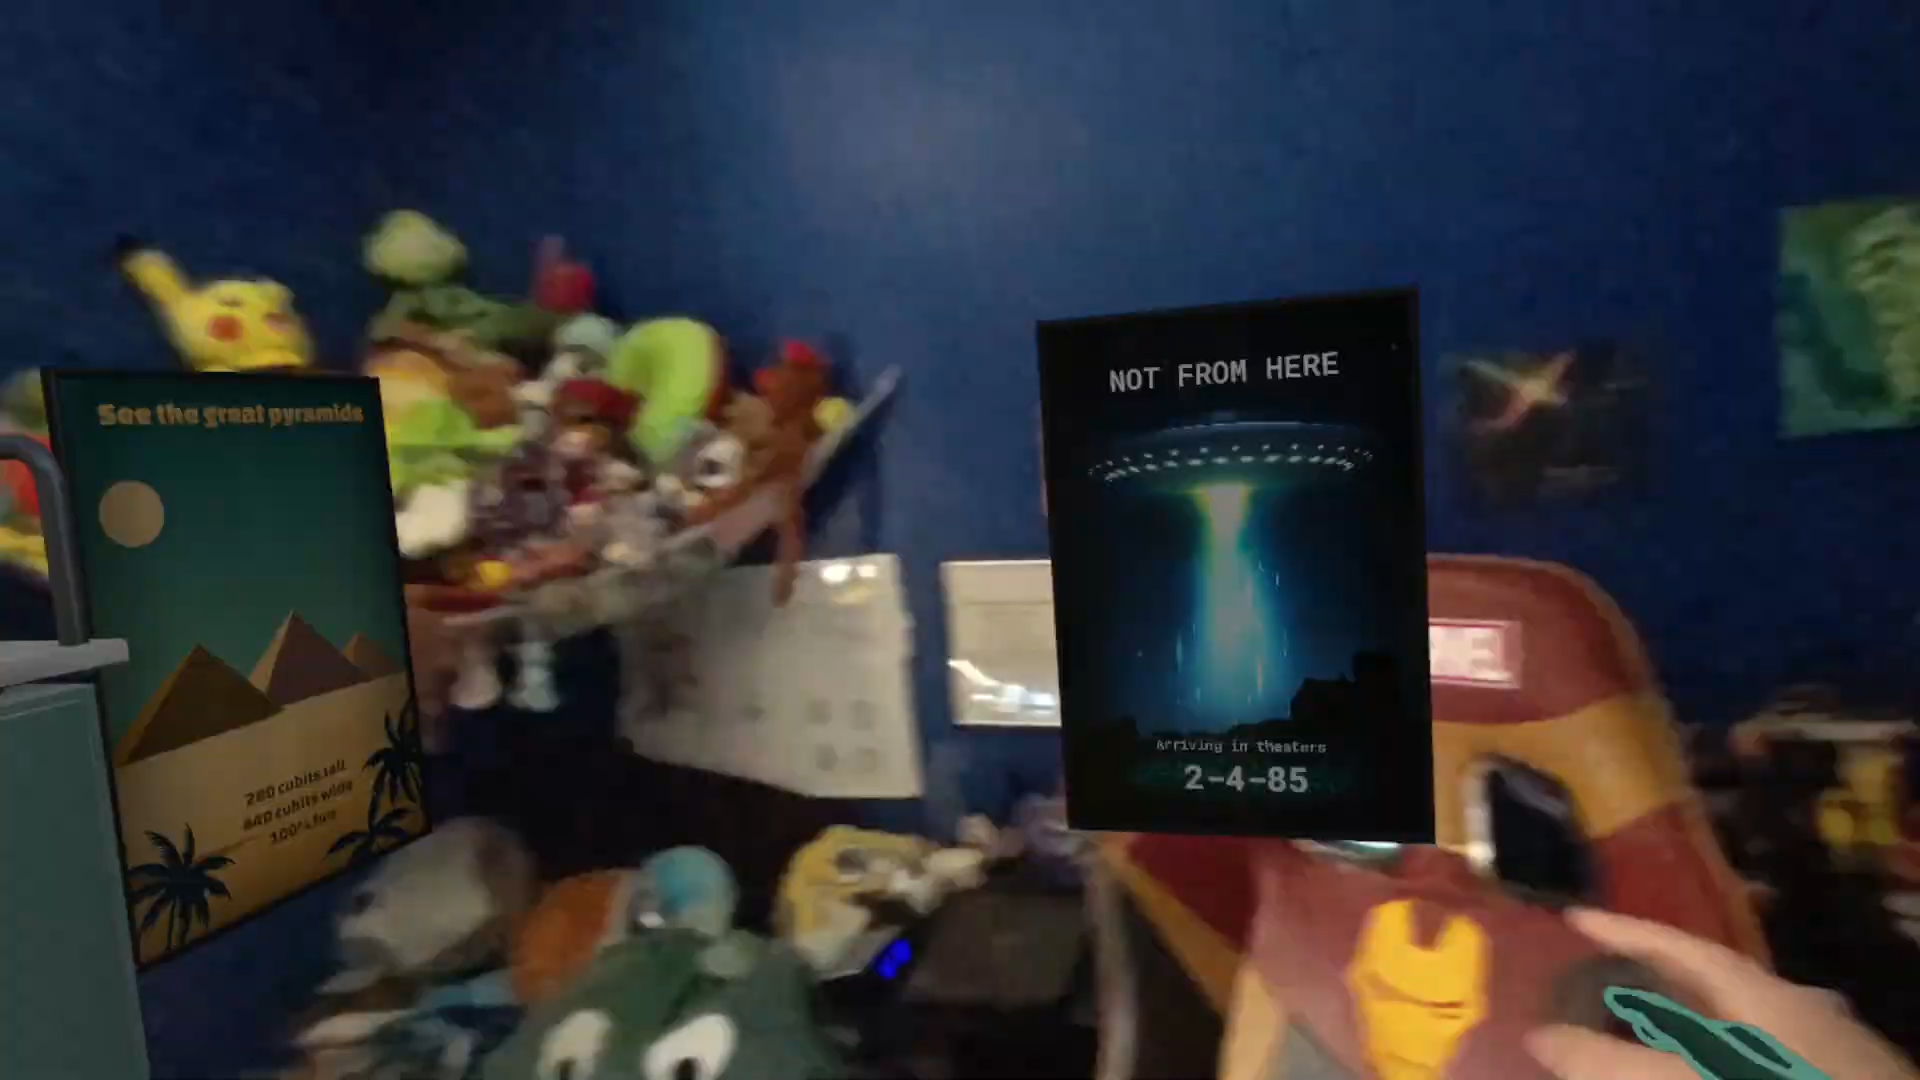 See the great pyramids
280 cubits tall
440 cubits wide
100% fun
NOT FROM HERE
Arriving in theaters
2-4-85